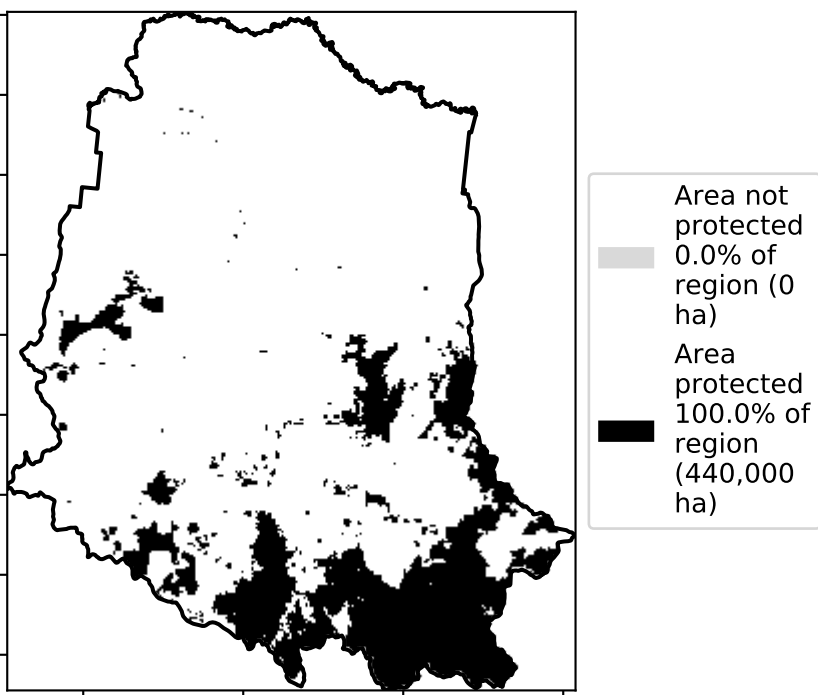 Area not
protected
0.0% of
region (0
ha)
Area
protected
100.0% of
region
(440,000
ha)